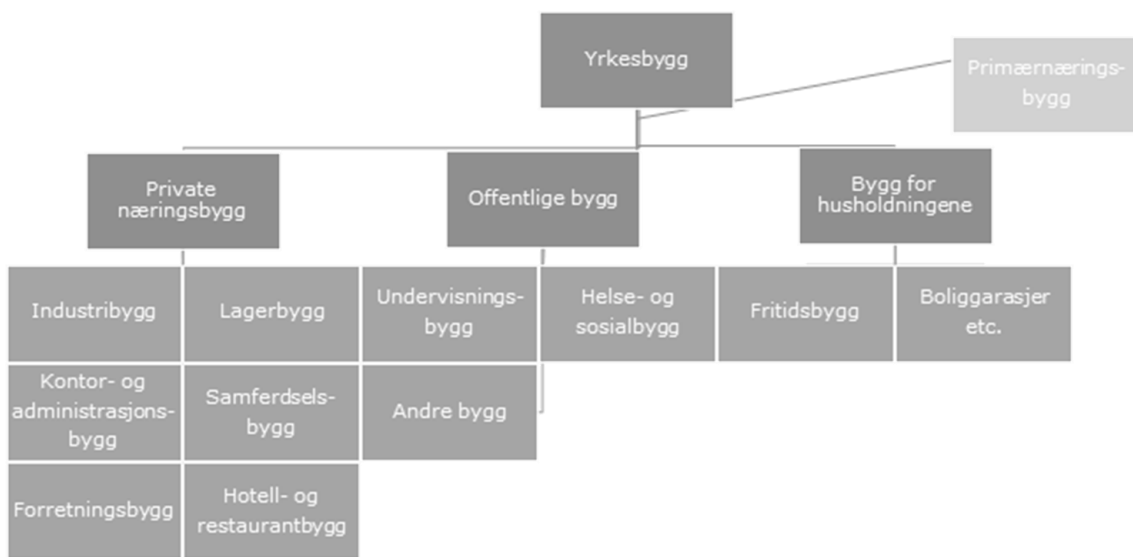 Yrkesbygg
Primærnærings-
bygg
Private
næringsbygg
Offentlige bygg
Bygg for
husholdningene
Industribygg
Lagerbygg
Undervisnings-
bygg
Helse- og
sosialbygg
Fritidsbygg
Boliggarasjer
etc.
Kontor- og
administrasjons-
bygg
Samferdsels-
bygg
Andre bygg
Forretningsbygg
Hotell- og
restaurantbygg